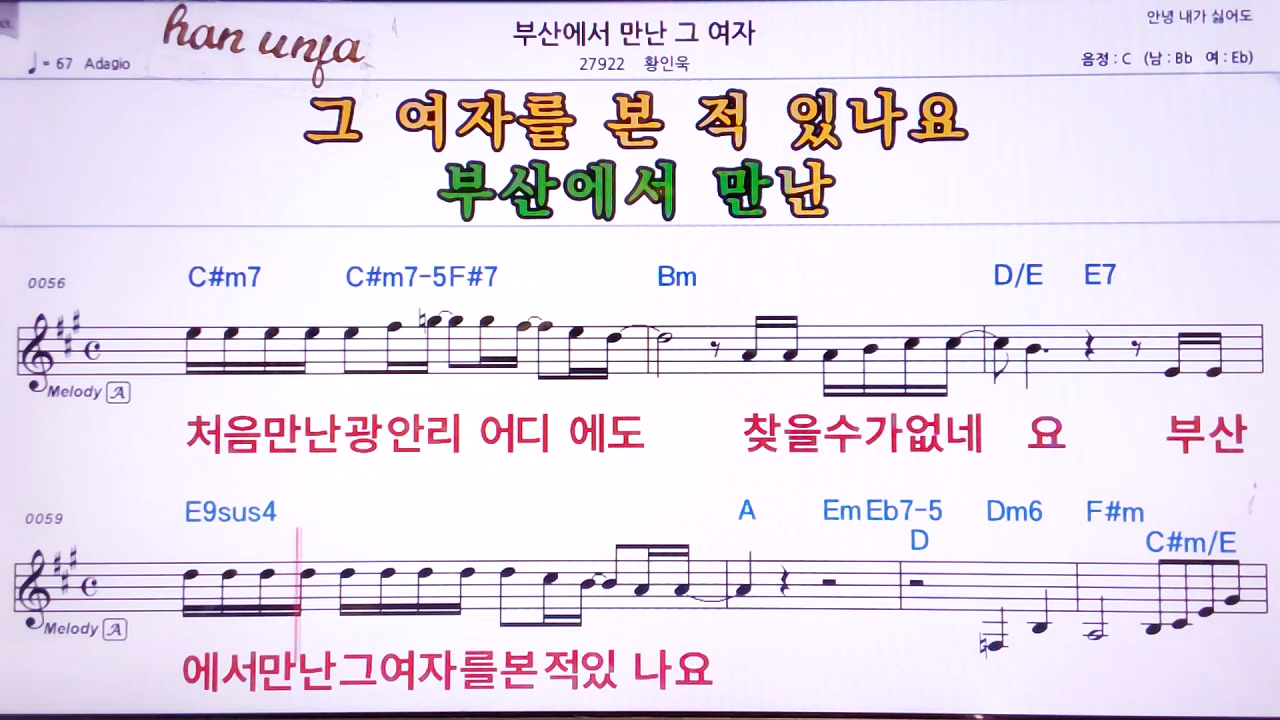 han unja
부산에서 만난 그 여자
안녕 내가 싫어도
♩= 67 Adagio
27922 황인욱
음정 : C (남 : Bb 여 : Eb)
그 여자를 본 적 있나요
부산에서 만난
0056
C#m7 C#m7-5 F#7 Bm D/E E7
Melody A
처음만난광안리 어디 에도 찾을수가없네 요 부산
0059
E9sus4 A Em Eb7-5 Dm6 F#m
D C#m/E
Melody A
에서만난그여자를본적있 나요